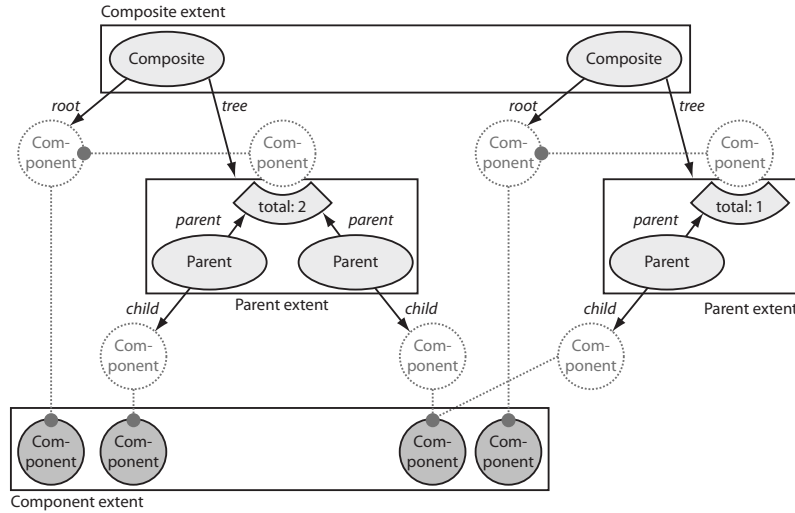 Composite extent
Composite
Composite
root
tree
root
tree
Com-
ponent
Com-
ponent
Com-
ponent
Com-
ponent
total: 2
total: 1
parent
parent
parent
Parent
Parent
Parent
Parent extent
Parent extent
child
child
child
Com-
ponent
Com-
ponent
Com-
ponent
Com-
ponent
Com-
ponent
Com-
ponent
Com-
ponent
Component extent